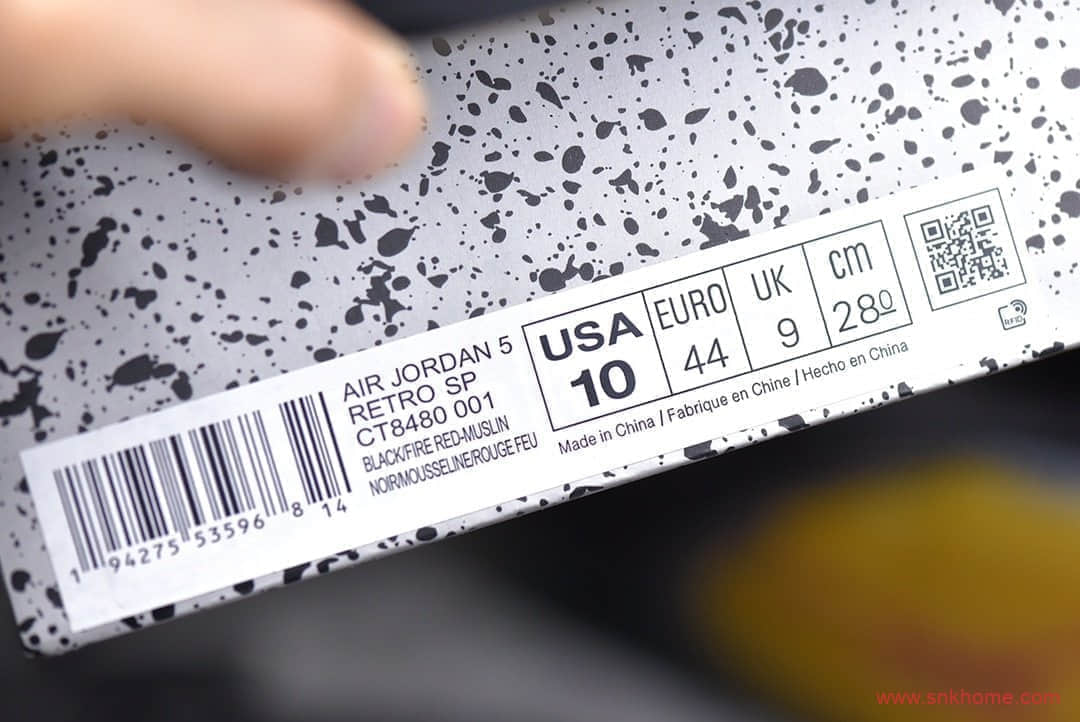 AIR JORDAN 5
RETRO SP
CT8480 001
BLACK/FIRE RED-MUSLIN
NOIR/MOUSSELINE/ROUGE FEU
1 94275 53596 8 14
USA
10
EURO
44
UK
9
cm
280
Made in China / Fabrique en Chine / Hecho en China
RFID
www.snkhome.com